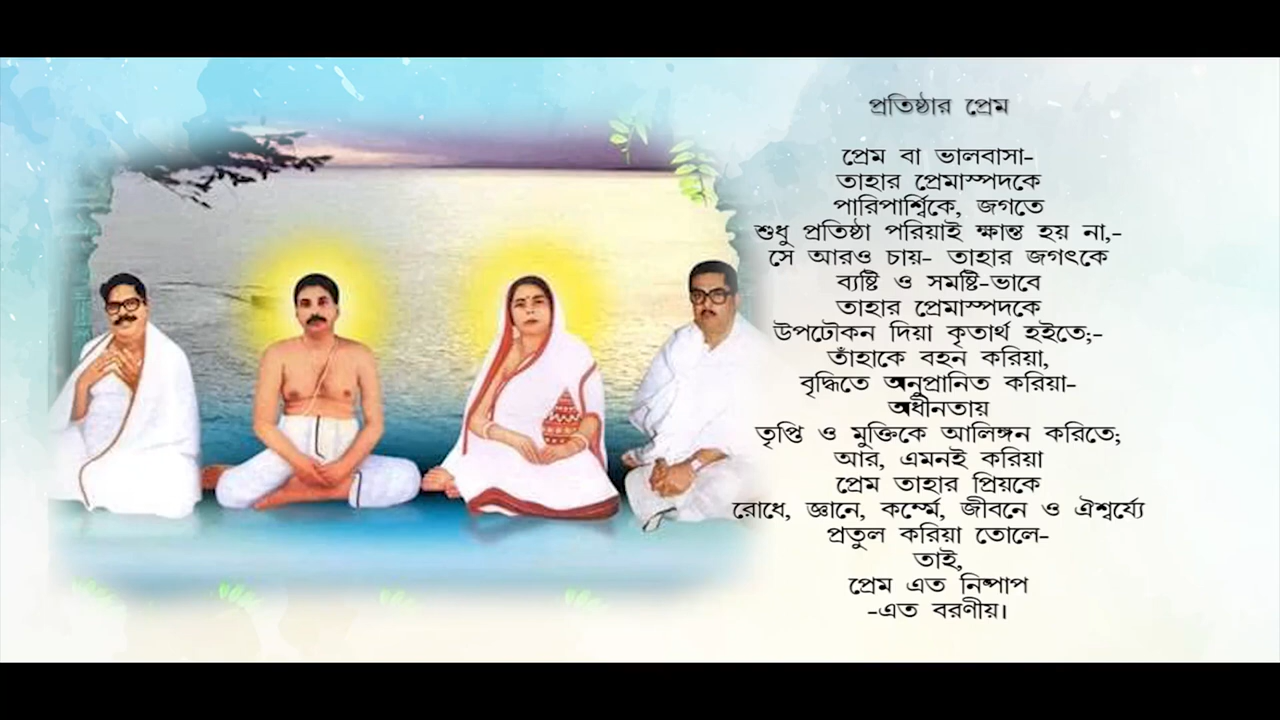 প্রতিষ্ঠার প্রেম
প্রেম বা ভালবাসা-
তাহার প্রেমাস্পদকে
পারিপার্শ্বিকে, জগতে
শুধু প্রতিষ্ঠা পরিয়াই ক্ষান্ত হয় না,-
সে আরও চায়- তাহার জগৎকে
ব্যষ্টি ও সমষ্টি-ভাবে
তাহার প্রেমাস্পদকে
উপঢৌকন দিয়া কৃতার্থ হইতে;-
তাঁহাকে বহন করিয়া,
বৃদ্ধিতে অনুপ্রানিত করিয়া-
অধীনতায়
তৃপ্তি ও মুক্তিকে আলিঙ্গন করিতে;
আর, এমনই করিয়া
প্রেম তাহার প্রিয়কে
রোধে, জ্ঞানে, কর্ম্মে, জীবনে ও ঐশ্বর্য্যে
প্রতুল করিয়া তোলে-
তাই,
প্রেম এত নিষ্পাপ
-এত বরণীয়।